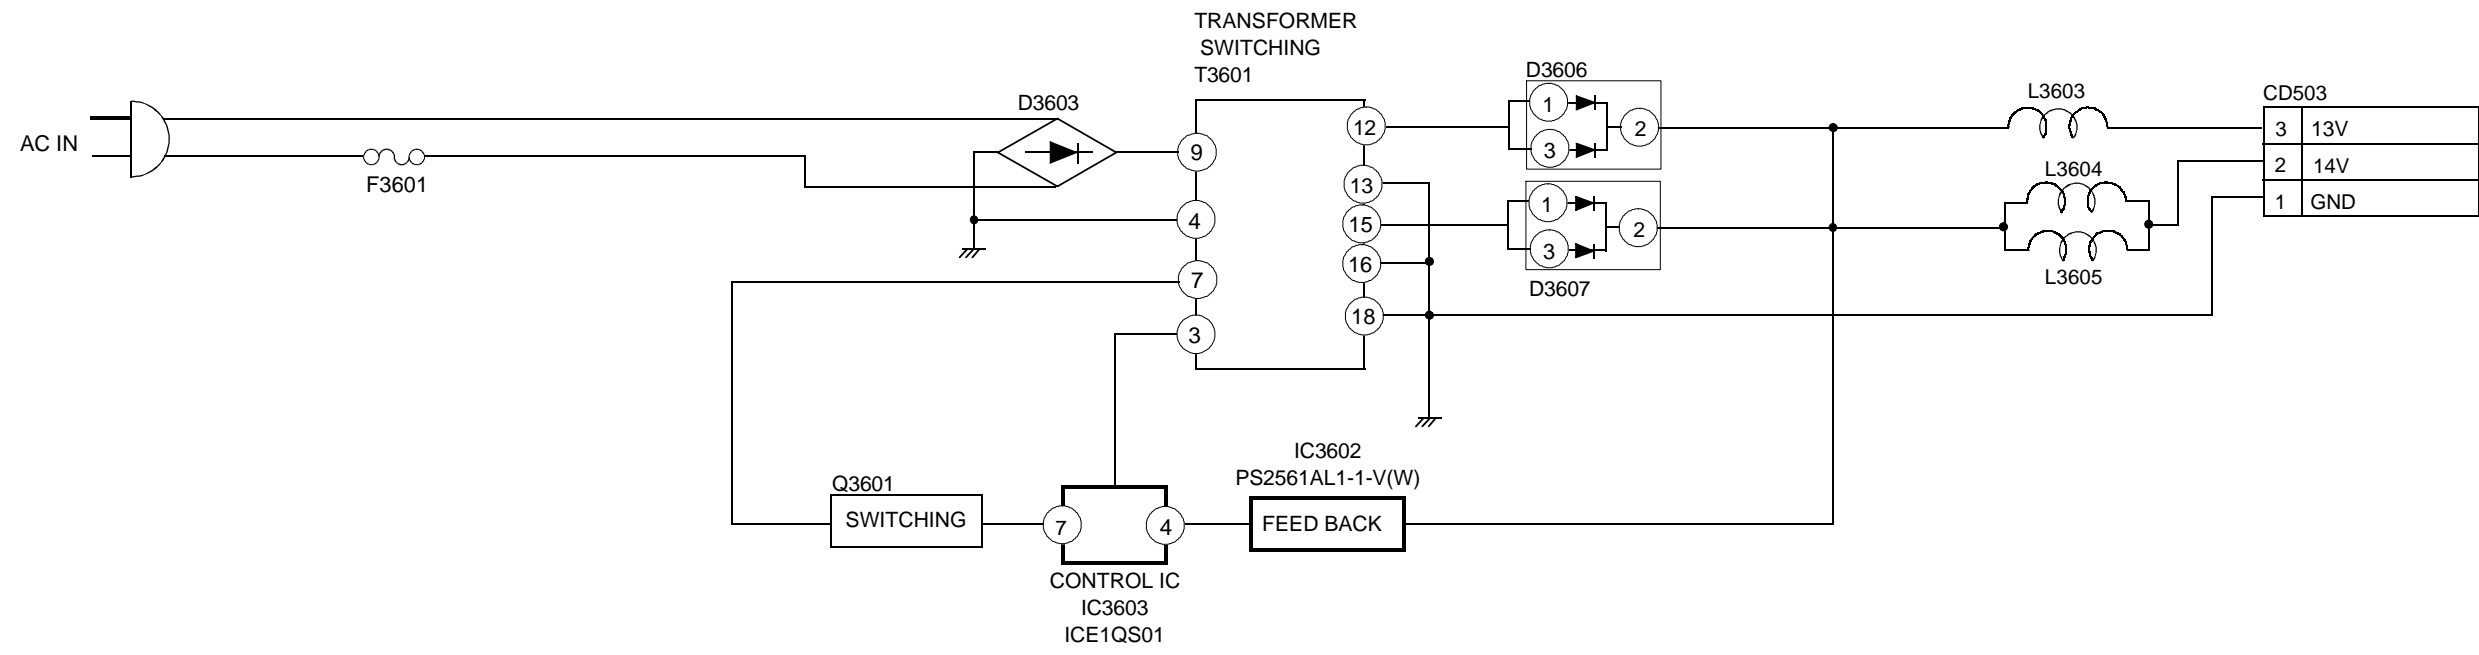 TRANSFORMER
SWITCHING
T3601
D3606
D3603
L3603
CD503
AC IN
F3601
9
4
7
3
12
13
15
16
18
1
3
2
1
3
2
D3607
L3604
L3605
3 13V
2 14V
1 GND
IC3602
PS2561AL1-1-V(W)
Q3601
SWITCHING
7
4
FEED BACK
CONTROL IC
IC3603
ICE1QS01